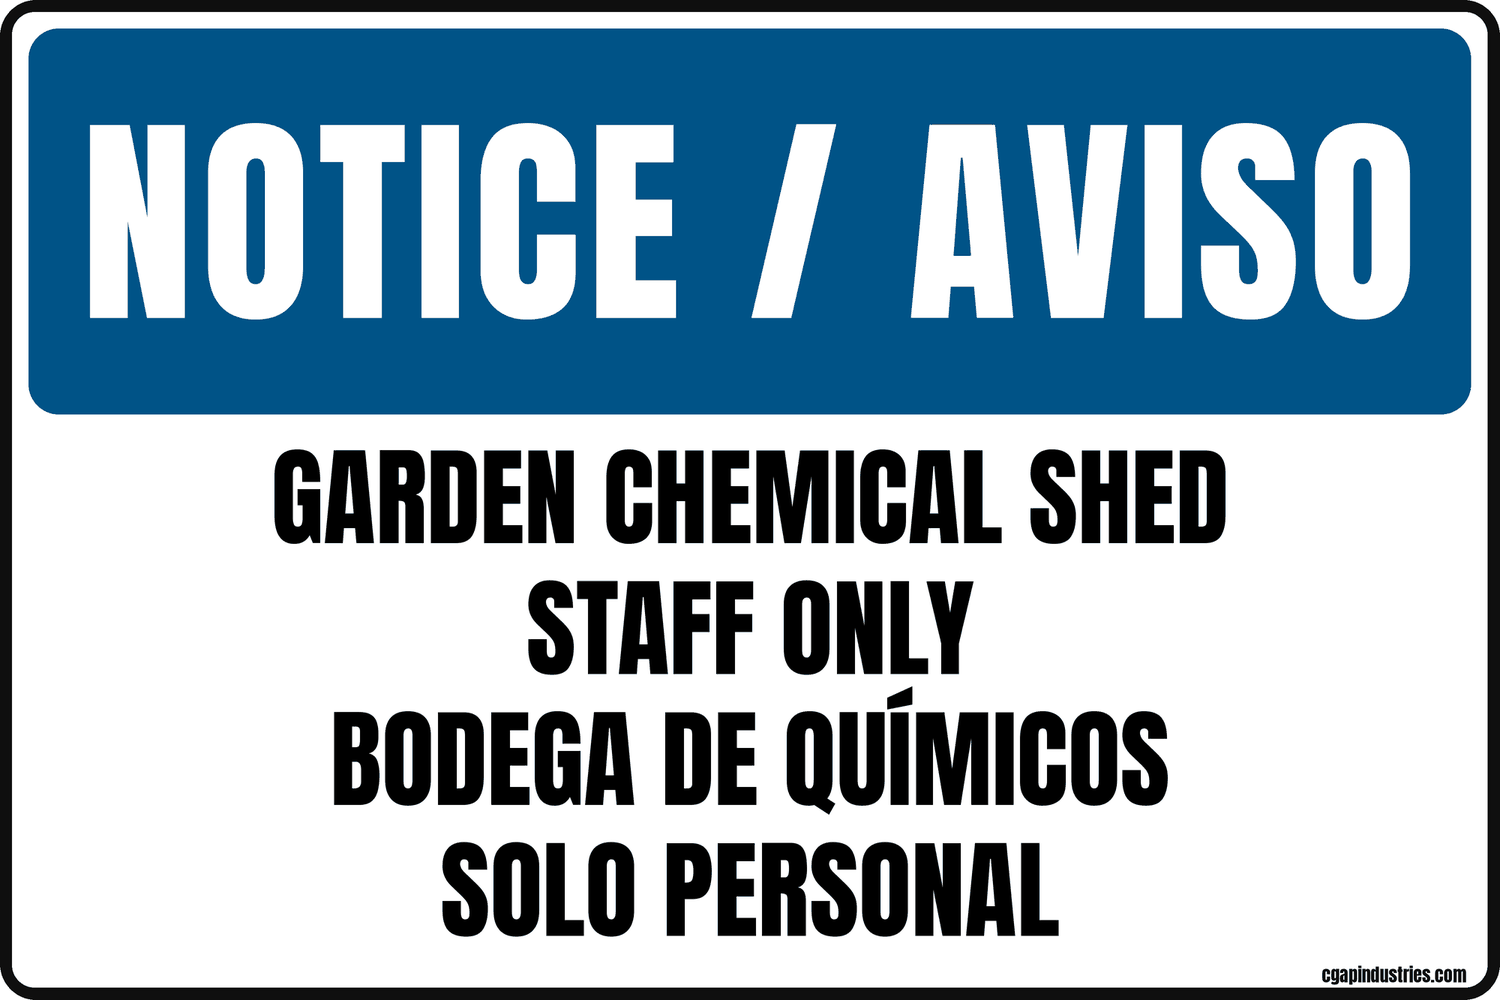 NOTICE / AVISO
GARDEN CHEMICAL SHED
STAFF ONLY
BODEGA DE QUÍMICOS
SOLO PERSONAL
cgapindustries.com